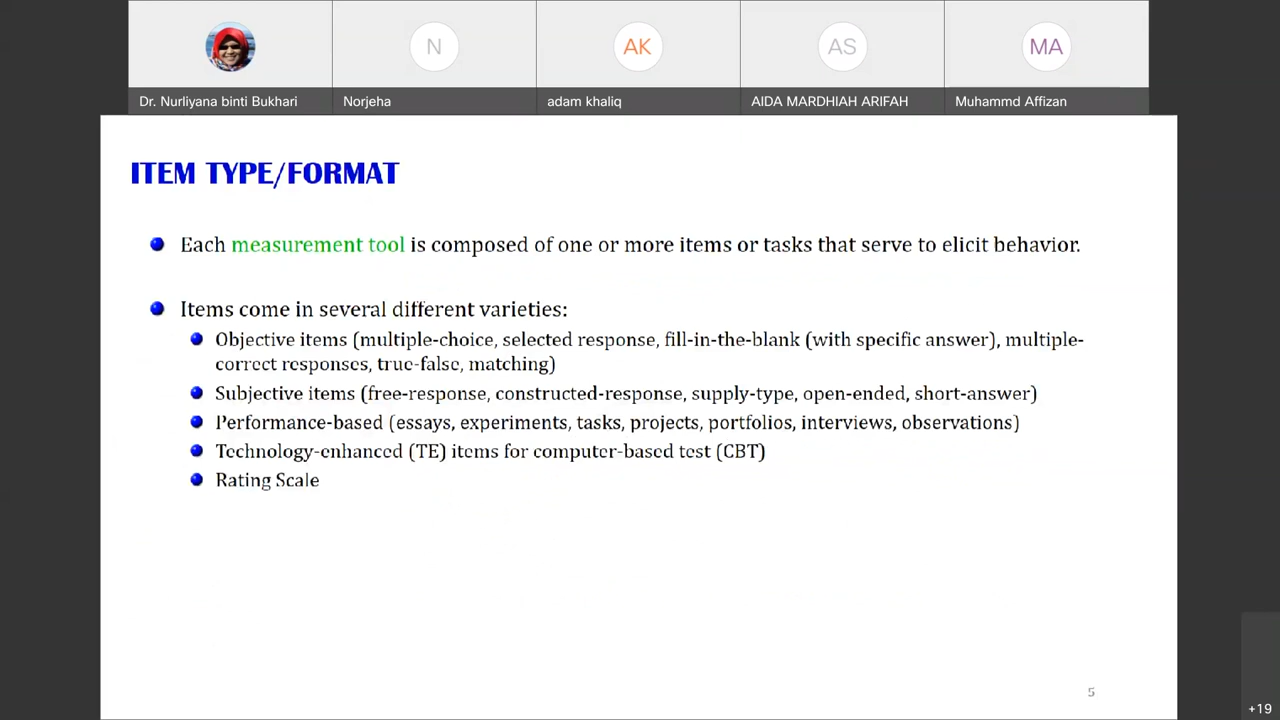 N
AK
AS
MA
Dr. Nurliyana binti Bukhari
Norjeha
adam khaliq
AIDA MARDHIAH ARIFAH
Muhammd Affizan
ITEM TYPE/FORMAT
Each measurement tool is composed of one or more items or tasks that serve to elicit behavior.
Items come in several different varieties:
Objective items (multiple-choice, selected response, fill-in-the-blank (with specific answer), multiple-
correct responses, true-false, matching)
Subjective items (free-response, constructed-response, supply-type, open-ended, short-answer)
Performance-based (essays, experiments, tasks, projects, portfolios, interviews, observations)
Technology-enhanced (TE) items for computer-based test (CBT)
Rating Scale
5
+19